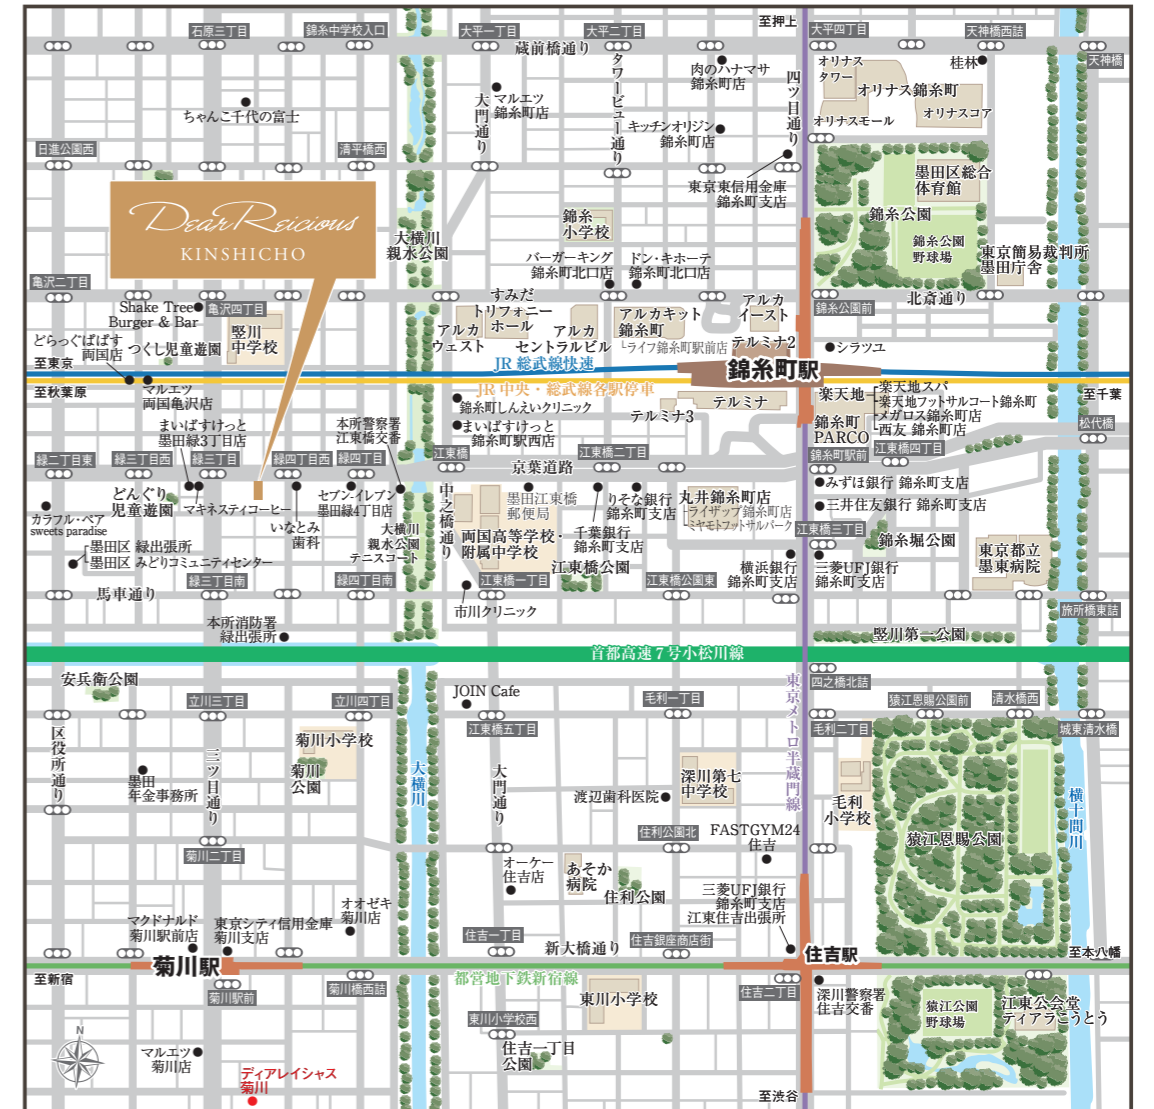 至押上
石原三丁目
錦糸中学校入口
大平一丁目
大平二丁目
大平四丁目
天神橋西詰
天神橋
蔵前橋通り
タワービュー通り
四ツ目通り
大門通り
肉のハナマサ
錦糸町店
マルエツ
錦糸町店
キッチンオリジン
錦糸町店
桂林
オリナス
タワー
オリナス錦糸町
オリナスコア
オリナスモール
ちゃんこ千代の富士
日進公園西
清平橋西
東京東信用金庫
錦糸町支店
墨田区総合
体育館
錦糸公園
錦糸公園
野球場
東京簡易裁判所
墨田庁舎
Dear Reicious
KINSHICHO
大横川
親水公園
錦糸
小学校
バーガーキング
錦糸町北口店
ドン・キホーテ
錦糸町北口店
亀沢二丁目
亀沢四丁目
錦糸公園前
北斎通り
Shake Tree
Burger & Bar
竪川
中学校
どらっぐぱぱす
両国店
つくし児童遊園
すみだ
トリフォニー
ホール
アルカ
ウェスト
アルカ
セントラルビル
アルカキット
錦糸町
└ライフ錦糸町駅前店
アルカ
イースト
テルミナ2
シラツユ
至東京
JR 総武線快速
錦糸町駅
至秋葉原
JR 中央・総武線各駅停車
至千葉
マルエツ
両国亀沢店
錦糸町しんえいクリニック
テルミナ
テルミナ3
楽天地
楽天地スパ
楽天地フットサルコート錦糸町
メガロス錦糸町店
西友 錦糸町店
錦糸町
PARCO
まいばすけっと
墨田緑3丁目店
本所警察署
江東橋交番
まいばすけっと
錦糸町駅西店
松代橋
緑二丁目東
緑三丁目西
緑三丁目
緑四丁目西
緑四丁目
江東橋
江東橋二丁目
京葉道路
錦糸町駅前
江東橋四丁目
どんぐり
児童遊園
マキネスティコーヒー
いなとみ
歯科
セブン-イレブン
墨田緑4丁目店
カラフル・ペア
sweets paradise
中之橋通り
墨田江東橋
郵便局
りそな銀行
錦糸町支店
丸井錦糸町店
ライザップ錦糸町店
ミヤモトフットサルパーク
みずほ銀行 錦糸町支店
三井住友銀行 錦糸町支店
大横川
親水公園
テニスコート
両国高等学校・
附属中学校
千葉銀行
錦糸町支店
江東橋三丁目
錦糸堀公園
墨田区 緑出張所
墨田区 みどりコミュニティセンター
江東橋公園
横浜銀行
錦糸町支店
三菱UFJ銀行
錦糸町支店
東京都立
墨東病院
緑三丁目南
緑四丁目南
江東橋一丁目
江東橋公園東
馬車通り
市川クリニック
旅所橋東詰
本所消防署
緑出張所
竪川第一公園
首都高速7号小松川線
安兵衛公園
東京メトロ半蔵門線
四之橋北詰
JOIN Cafe
立川三丁目
立川四丁目
毛利一丁目
猿江恩賜公園前
清水橋西
江東橋五丁目
毛利二丁目
城東清水橋
区役所通り
三ツ目通り
菊川小学校
菊川
公園
大横川
大門通り
墨田
年金事務所
深川第七
中学校
渡辺歯科医院
毛利
小学校
横十間川
住利公園北
FASTGYM24
住吉
猿江恩賜公園
菊川二丁目
オーケー
住吉店
あそか
病院
住利公園
三菱UFJ銀行
錦糸町支店
江東住吉出張所
オオゼキ
菊川店
マクドナルド
菊川駅前店
東京シティ信用金庫
菊川支店
住吉一丁目
新大橋通り
住吉銀座商店街
菊川駅
住吉駅
至本八幡
至新宿
都営地下鉄新宿線
菊川駅前
菊川橋西詰
住吉二丁目
深川警察署
住吉交番
東川小学校
猿江公園
野球場
江東公会堂
ティアラこうとう
東川小学校西
住吉一丁目
公園
N
マルエツ
菊川店
ディアレイシャス
菊川
至渋谷